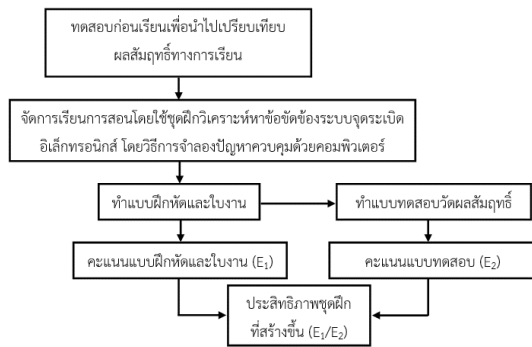 ทดสอบก่อนเรียนเพื่อนำไปเปรียบเทียบ
ผลสัมฤทธิ์ทางการเรียน
จัดการเรียนการสอนโดยใช้ชุดฝึกวิเคราะห์หาข้อขัดข้องระบบจุดระเบิด
อิเล็กทรอนิกส์ โดยวิธีการจำลองปัญหาควบคุมด้วยคอมพิวเตอร์
ทำแบบฝึกหัดและใบงาน
ทำแบบทดสอบวัดผลสัมฤทธิ์
คะแนนแบบฝึกหัดและใบงาน (E₁)
คะแนนแบบทดสอบ (E₂)
ประสิทธิภาพชุดฝึก
ที่สร้างขึ้น (E₁/E₂)